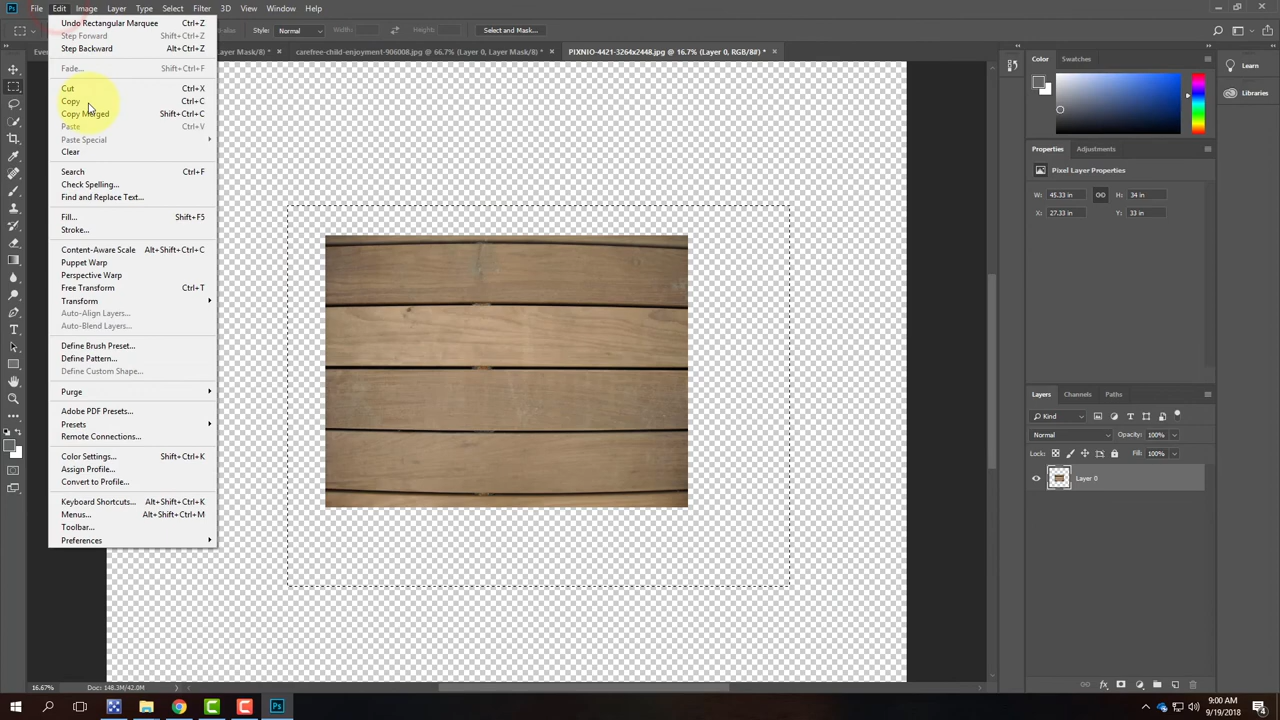 Ps File Edit Image Layer Type Select Filter 3D View Window Help
Style: Normal Width: Height: Select and Mask...
Layer Mask/8) * × carefree-child-enjoyment-906008.jpg @ 66.7% (Layer 0, Layer Mask/8) * × PIXNIO-4421-3264x2448.jpg @ 16.7% (Layer 0, RGB/8#) * ×
Undo Rectangular Marquee Ctrl+Z
Step Forward Shift+Ctrl+Z
Step Backward Alt+Ctrl+Z
Fade... Shift+Ctrl+F
Cut Ctrl+X
Copy Ctrl+C
Copy Merged Shift+Ctrl+C
Paste Ctrl+V
Paste Special
Clear
Search Ctrl+F
Check Spelling...
Find and Replace Text...
Fill... Shift+F5
Stroke...
Content-Aware Scale Alt+Shift+Ctrl+C
Puppet Warp
Perspective Warp
Free Transform Ctrl+T
Transform
Auto-Align Layers...
Auto-Blend Layers...
Define Brush Preset...
Define Pattern...
Define Custom Shape...
Purge
Adobe PDF Presets...
Presets
Remote Connections...
Color Settings... Shift+Ctrl+K
Assign Profile...
Convert to Profile...
Keyboard Shortcuts... Alt+Shift+Ctrl+K
Menus... Alt+Shift+Ctrl+M
Toolbar...
Preferences
Color Swatches
Learn
Libraries
Properties Adjustments
Pixel Layer Properties
W: 45.33 in H: 34 in
X: 27.33 in Y: 33 in
Layers Channels Paths
Kind
Normal Opacity: 100%
Lock: Fill: 100%
Layer 0
16.67% Doc: 148.3M/42.0M
Ps
9:00 AM
9/19/2018